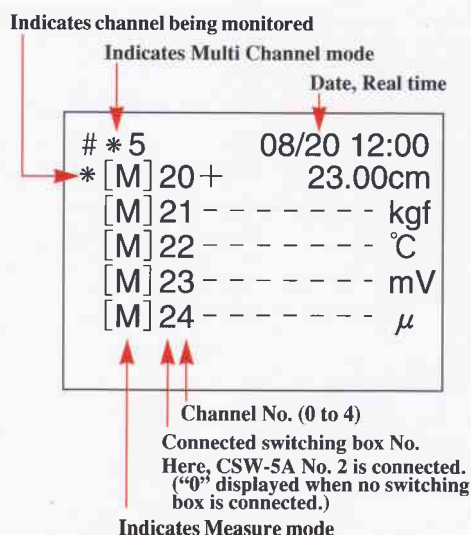 Indicates channel being monitored
Indicates Multi Channel mode
Date, Real time
# * 5 08/20 12:00
* [M] 20 + 23.00cm
[M] 21 - - - - - - - kgf
[M] 22 - - - - - - - °C
[M] 23 - - - - - - - mV
[M] 24 - - - - - - - μ
Channel No. (0 to 4)
Connected switching box No.
Here, CSW-5A No. 2 is connected.
(“0” displayed when no switching
box is connected.)
Indicates Measure mode